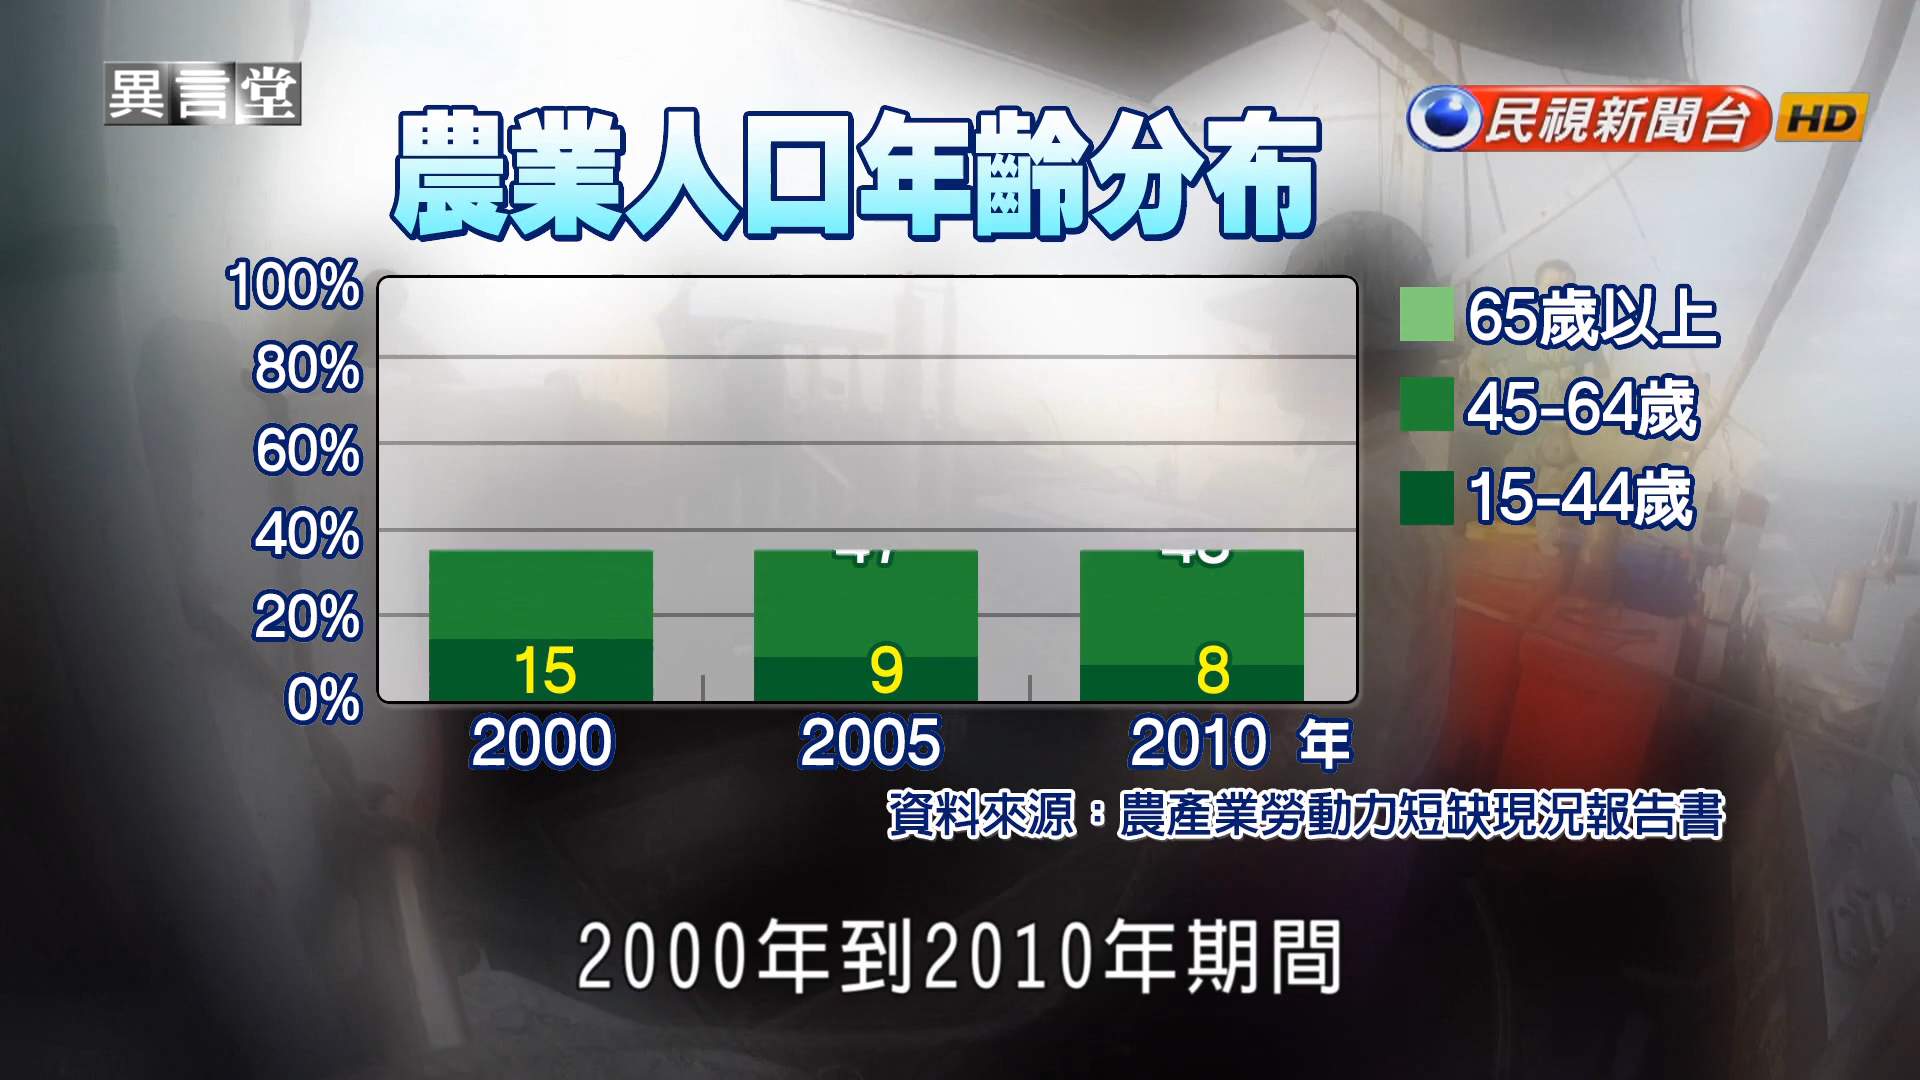 異言堂
民視新聞台 HD
農業人口年齡分布
100%
80%
60%
40%
20%
0%
65歲以上
45-64歲
15-44歲
47
15
9
8
2000
2005
2010 年
資料來源：農產業勞動力短缺現況報告書
2000年到2010年期間